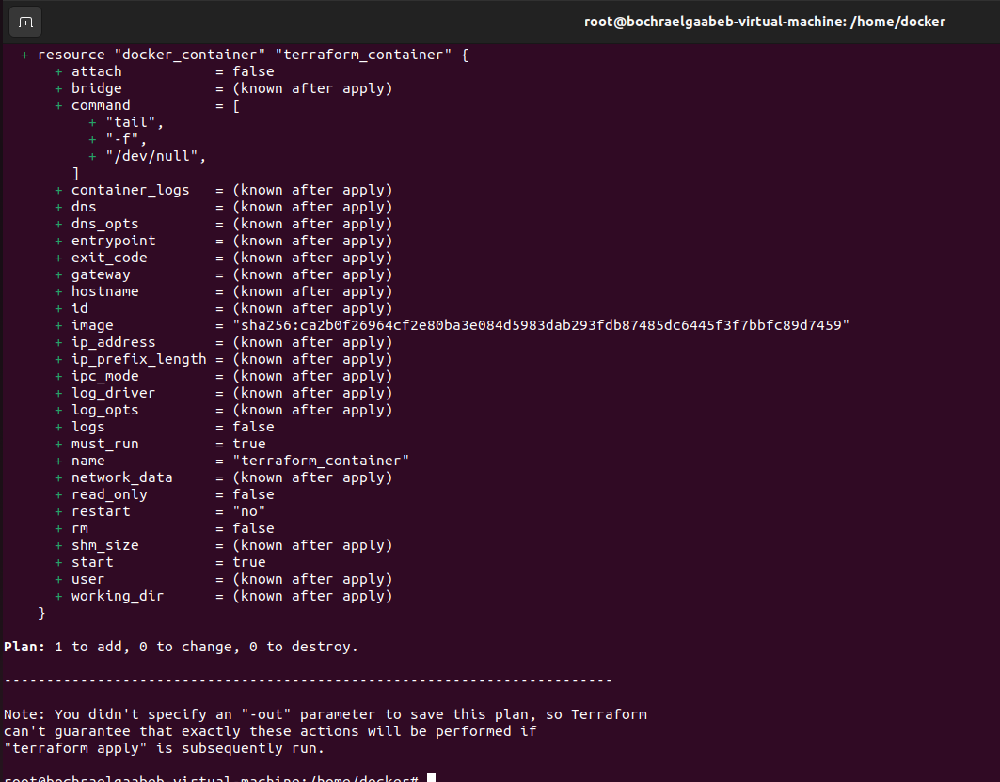 root@bochraelgaabeb-virtual-machine: /home/docker
+ resource "docker_container" "terraform_container" {
+ attach = false
+ bridge = (known after apply)
+ command = [
+ "tail",
+ "-f",
+ "/dev/null",
]
+ container_logs = (known after apply)
+ dns = (known after apply)
+ dns_opts = (known after apply)
+ entrypoint = (known after apply)
+ exit_code = (known after apply)
+ gateway = (known after apply)
+ hostname = (known after apply)
+ id = (known after apply)
+ image = "sha256:ca2b0f26964cf2e80ba3e084d5983dab293fdb87485dc6445f3f7bbfc89d7459"
+ ip_address = (known after apply)
+ ip_prefix_length = (known after apply)
+ ipc_mode = (known after apply)
+ log_driver = (known after apply)
+ log_opts = (known after apply)
+ logs = false
+ must_run = true
+ name = "terraform_container"
+ network_data = (known after apply)
+ read_only = false
+ restart = "no"
+ rm = false
+ shm_size = (known after apply)
+ start = true
+ user = (known after apply)
+ working_dir = (known after apply)
}
Plan: 1 to add, 0 to change, 0 to destroy.
------------------------------------------------------------------------
Note: You didn't specify an "-out" parameter to save this plan, so Terraform
can't guarantee that exactly these actions will be performed if
"terraform apply" is subsequently run.
root@bochraelgaabeb-virtual-machine:/home/docker#